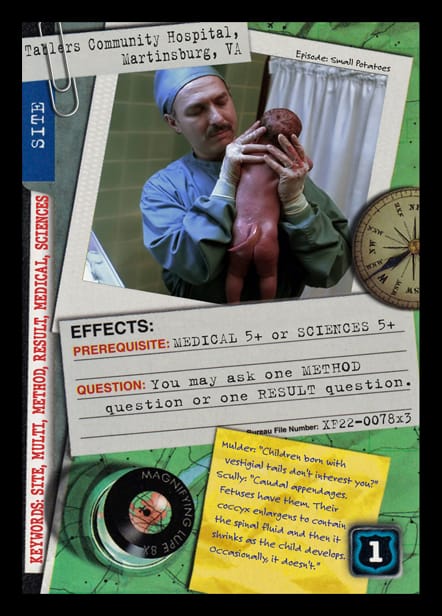 Tablers Community Hospital,
Martinsburg, VA
Episode: Small Potatoes
SITE
KEYWORDS: SITE, MULTI, METHOD, RESULT, MEDICAL, SCIENCES
EFFECTS:
PREREQUISITE: MEDICAL 5+ or SCIENCES 5+
QUESTION: You may ask one METHOD
question or one RESULT question.
Bureau File Number: XF22-0078x3
Mulder: "Children born with
vestigial tails don't interest you?"
Scully: "Caudal appendages.
Fetuses have them. Their
coccyx enlargens to contain
the spinal fluid and then it
shrinks as the child develops.
Occasionally, it doesn't."
MAGNIFYING LUPE 8X
1